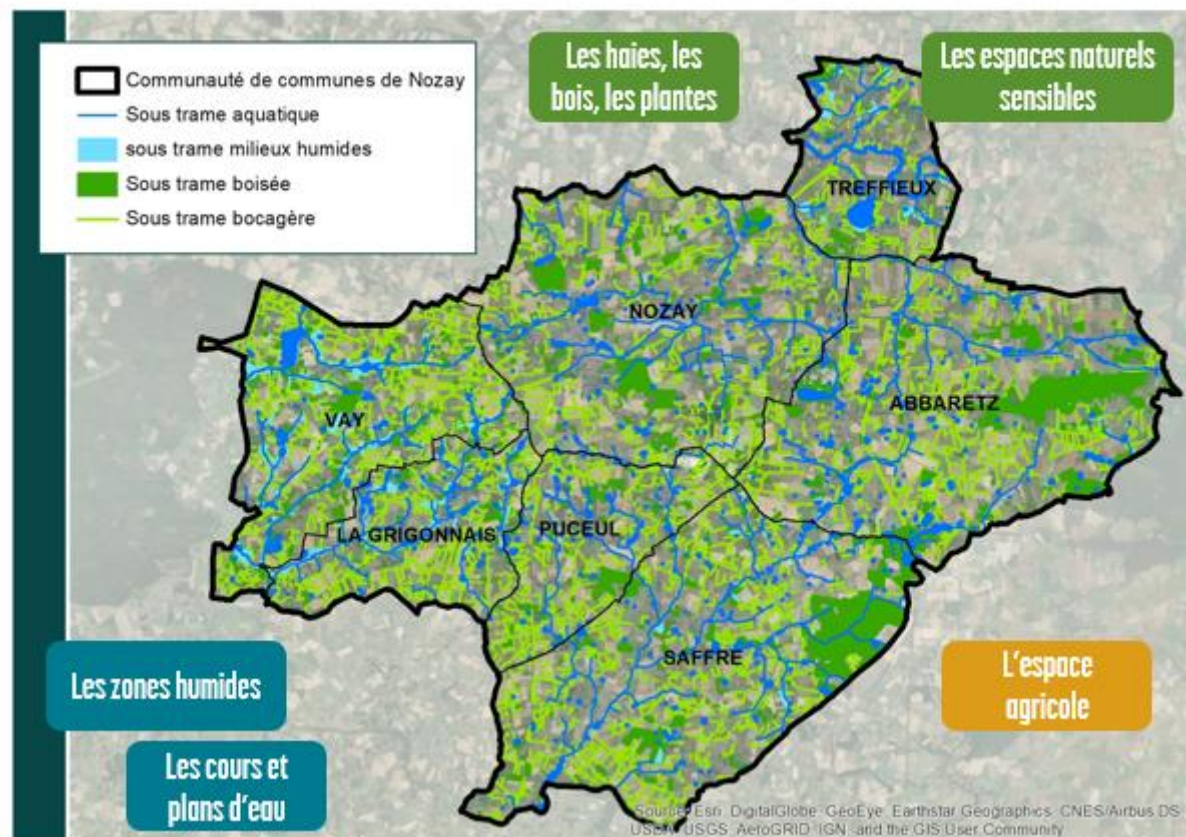 Communauté de communes de Nozay
Sous trame aquatique
sous trame milieux humides
Sous trame boisée
Sous trame bocagère
Les haies, les
bois, les plantes
Les espaces naturels
sensibles
TREFFIEUX
NOZAY
ABBARETZ
VAY
LA GRIGONNAIS
PUCEUL
SAFFRE
Les zones humides
L'espace
agricole
Les cours et
plans d'eau
Source: Esri, DigitalGlobe, GeoEye, Earthstar Geographics, CNES/Airbus DS,
USDA, USGS, AeroGRID, IGN, and the GIS User Community